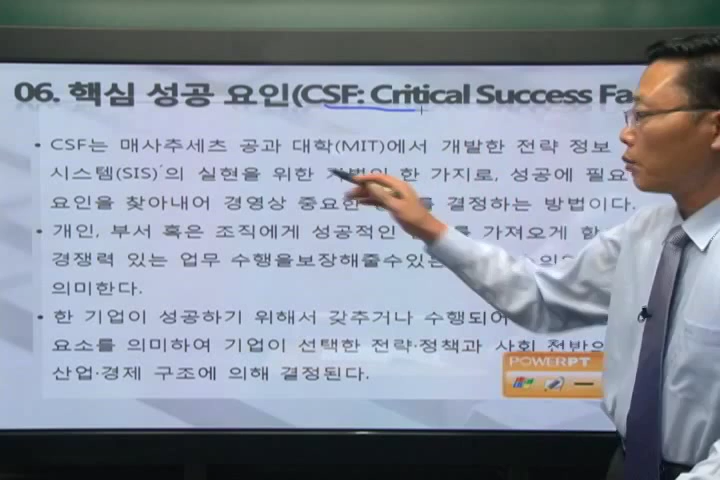 06. 핵심 성공 요인(CSF: Critical Success Fa
• CSF는 매사추세츠 공과 대학(MIT)에서 개발한 전략 정보
시스템(SIS)'의 실현을 위한 한 가지로, 성공에 필요
요인을 찾아내어 경영상 중요한 결정하는 방법이다.
• 개인, 부서 혹은 조직에게 성공적인 가져오게 할
경쟁력 있는 업무 수행을보장해줄수있는
의미한다.
• 한 기업이 성공하기 위해서 갖추거나 수행되어
요소를 의미하여 기업이 선택한 전략·정책과 사회 전반의
산업·경제 구조에 의해 결정된다.
POWERPT